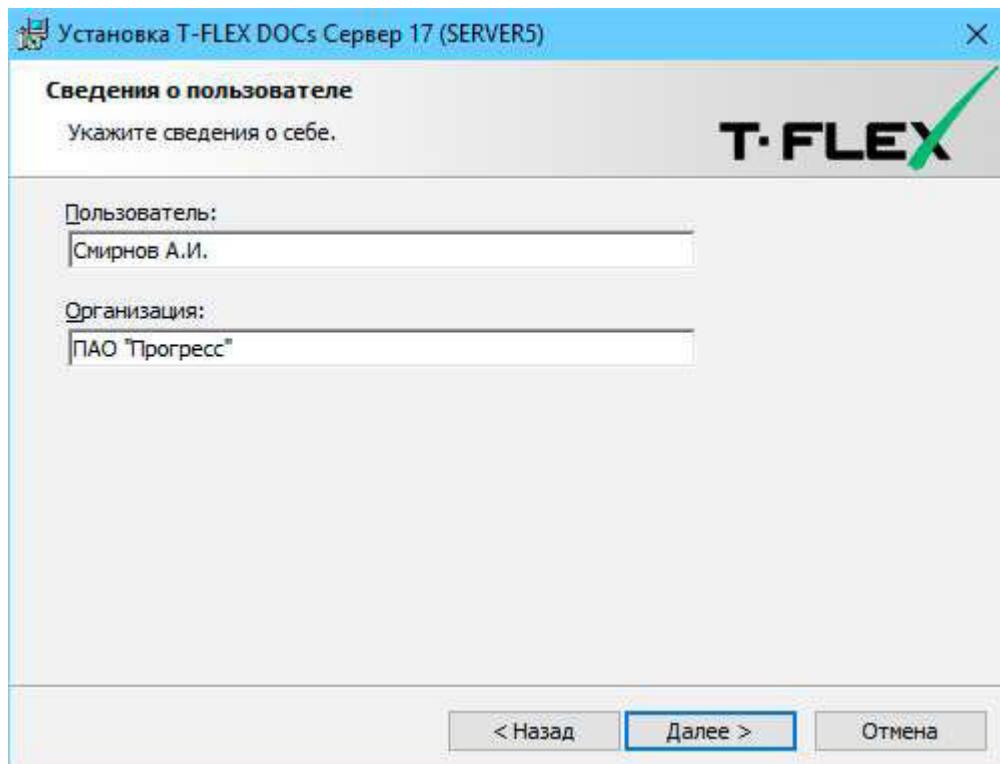 Установка T-FLEX DOCs Сервер 17 (SERVER5)
Сведения о пользователе
Укажите сведения о себе.
T-FLEX
Пользователь:
Смирнов А.И.
Организация:
ПАО "Прогресс"
< Назад
Далее >
Отмена